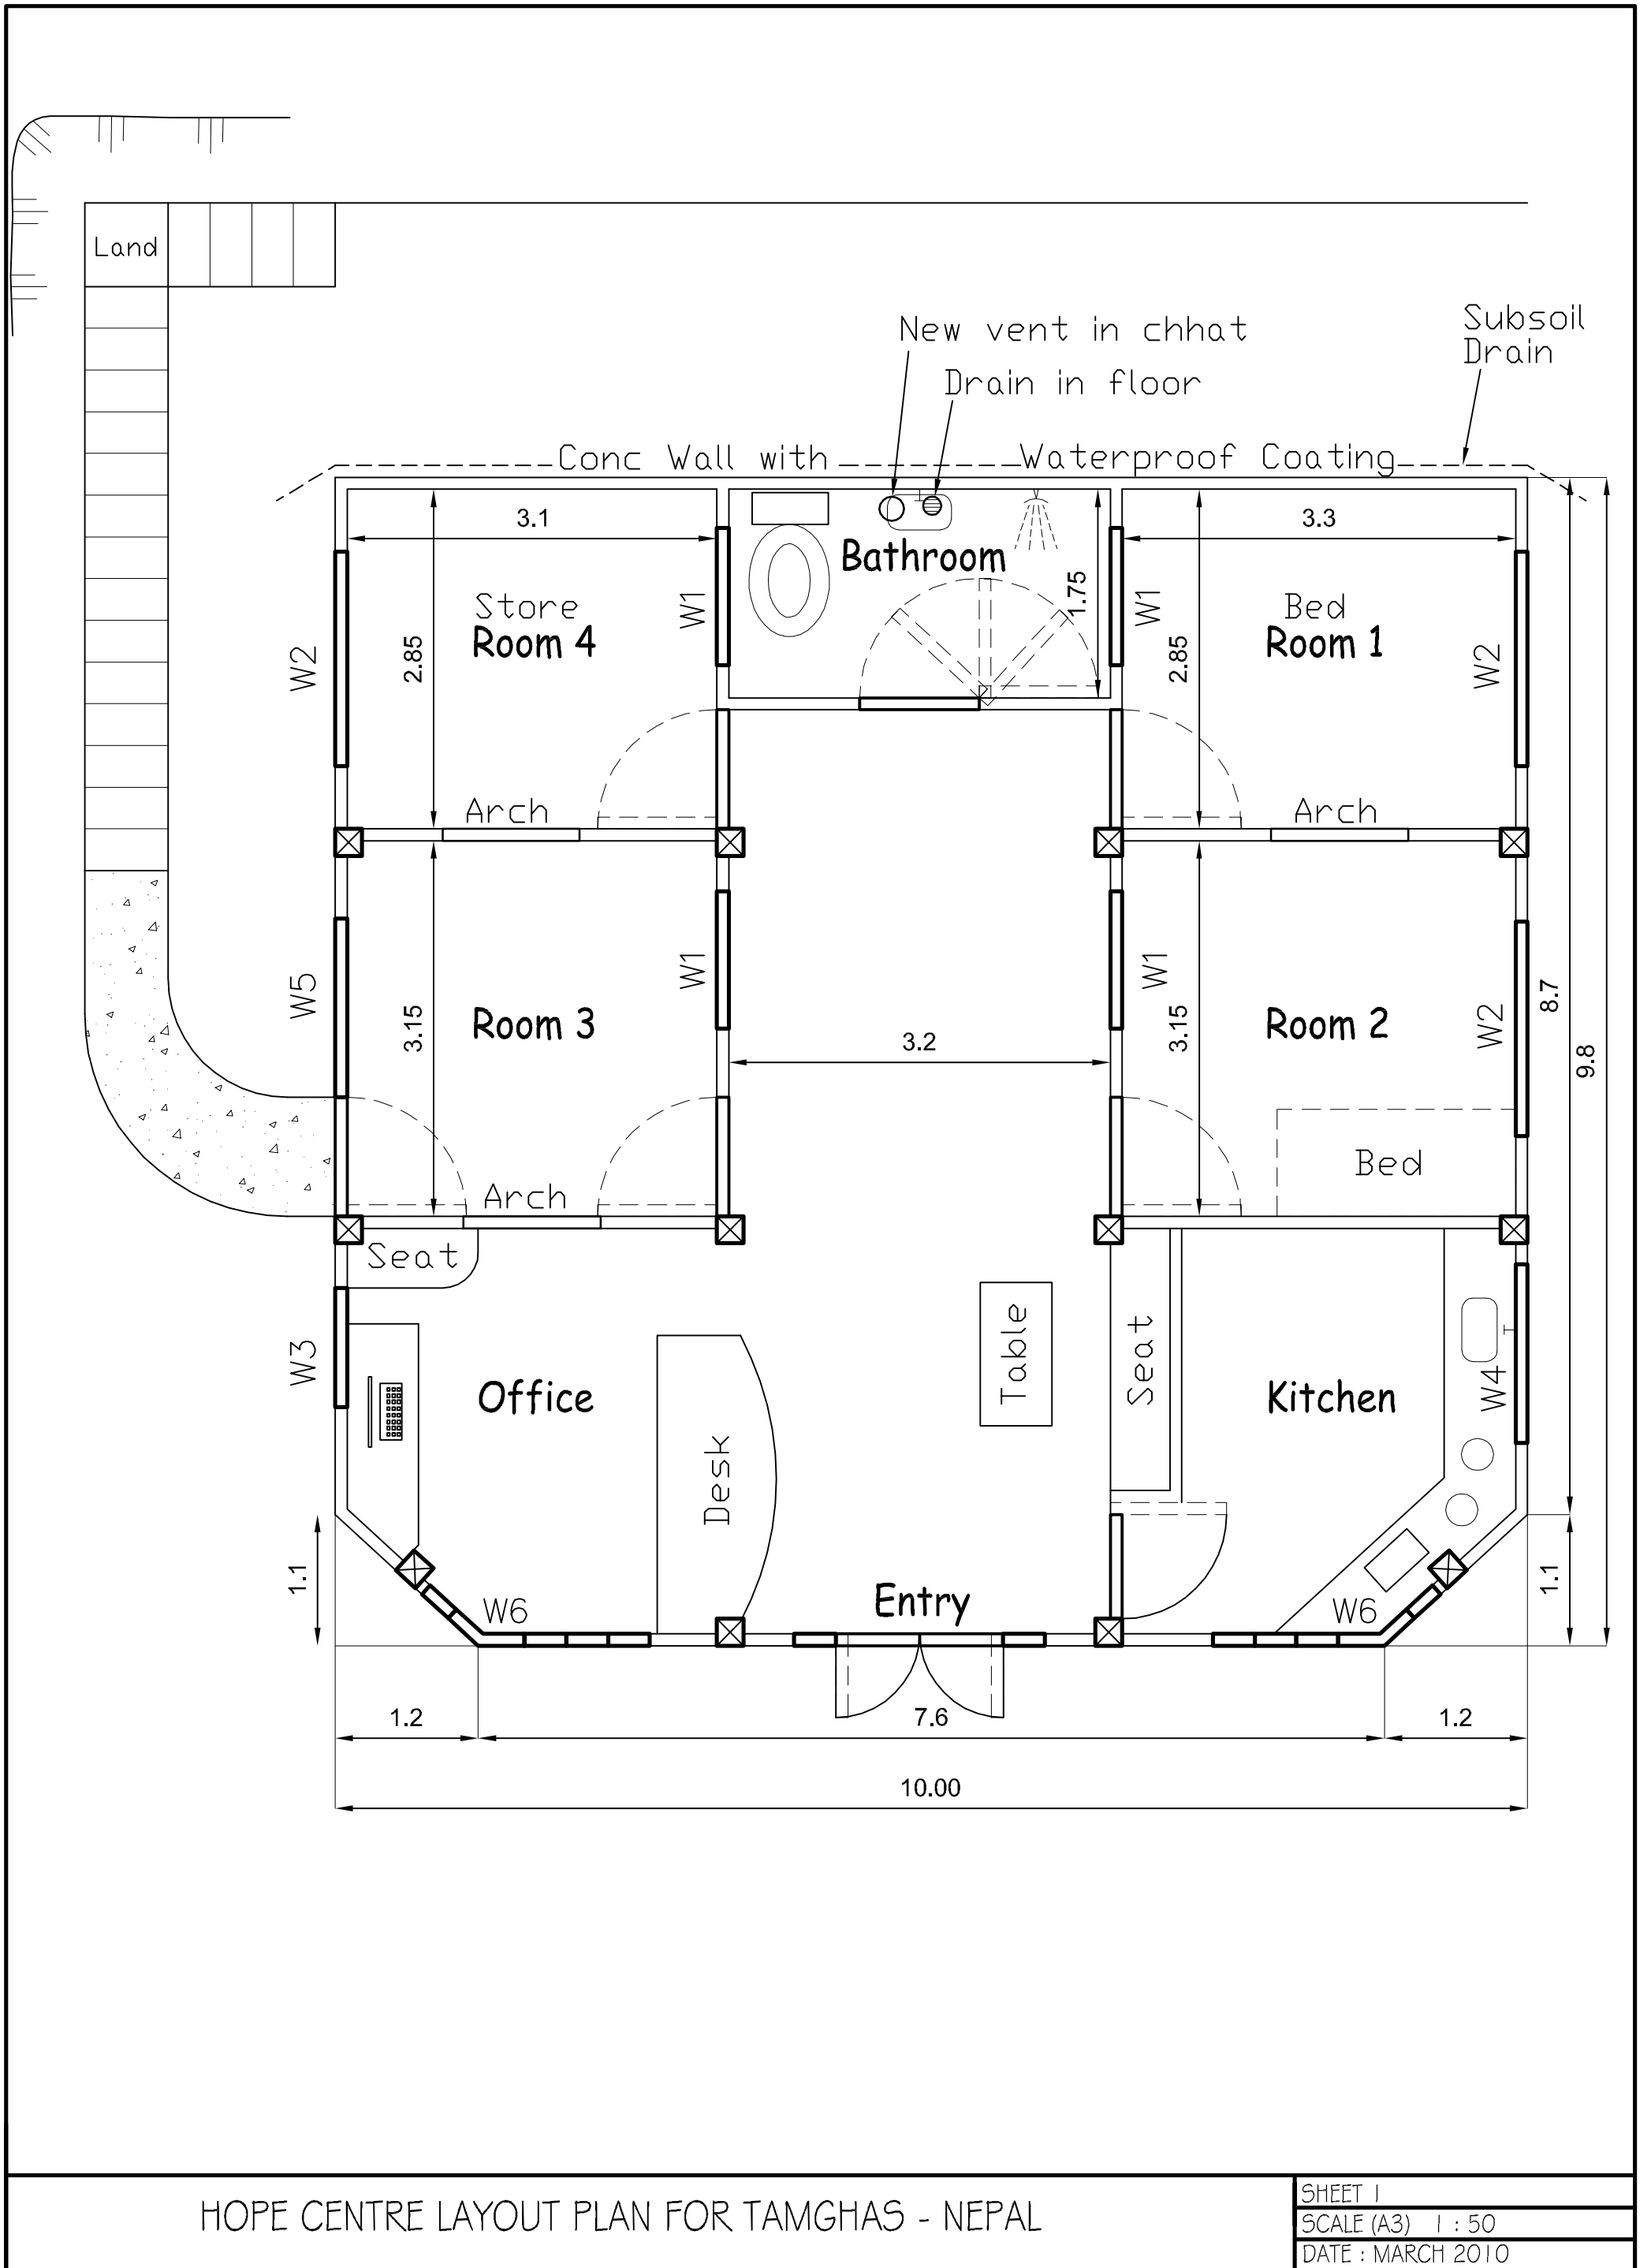 Land
New vent in chhat
Drain in floor
Subsoil
Drain
Conc Wall with
Waterproof Coating
3.1
3.3
Bathroom
1.75
Store
Room 4
W1
W1
Bed
Room 1
W2
2.85
2.85
W2
Arch
Arch
W5
W1
W1
W2
8.7
9.8
Room 3
3.15
3.2
3.15
Room 2
Bed
Arch
Seat
W3
Office
Desk
Table
Seat
Kitchen
W4
1.1
W6
Entry
W6
1.1
1.2
7.6
1.2
10.00
HOPE CENTRE LAYOUT PLAN FOR TAMGHAS - NEPAL
SHEET 1
SCALE (A3) 1 : 50
DATE : MARCH 2010